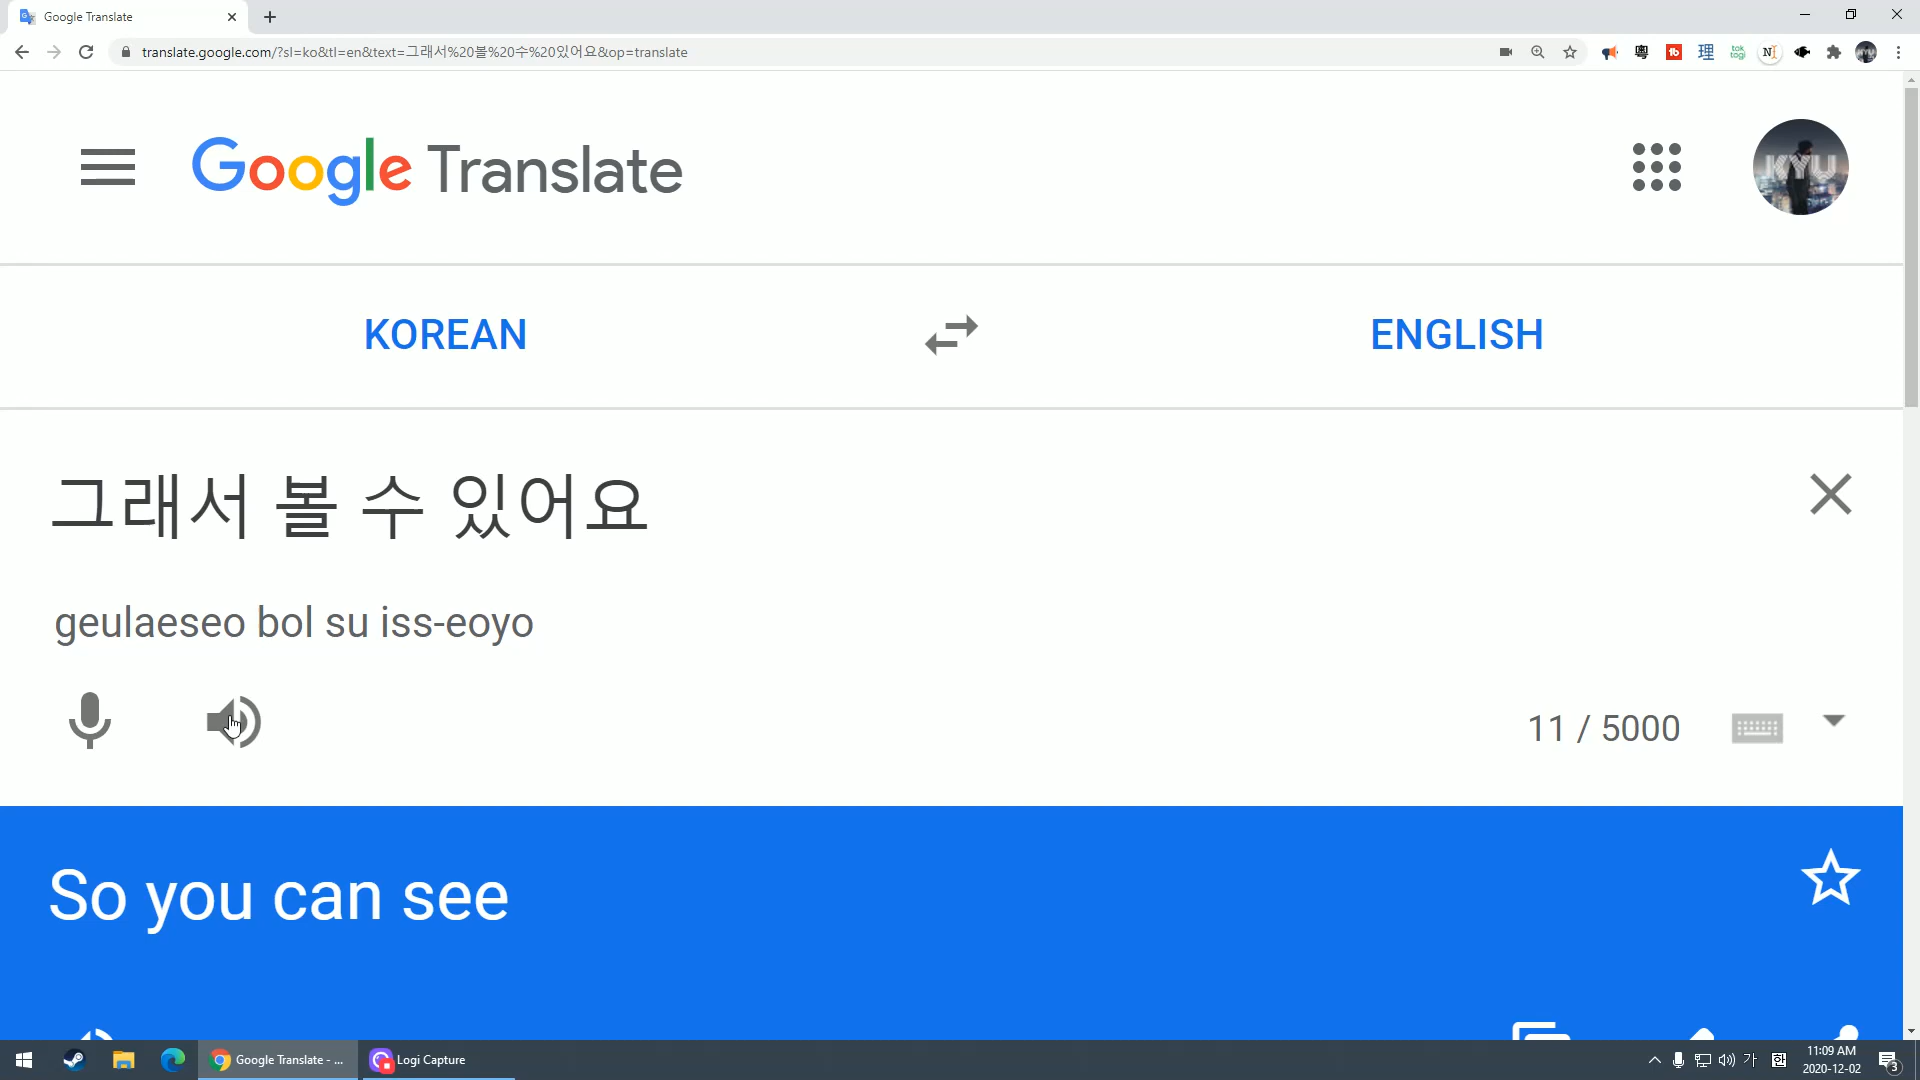 Google Translate
translate.google.com/?sl=ko&tl=en&text=그래서%20볼%20수%20있어요&op=translate
Google Translate
KYU
KOREAN
ENGLISH
그래서 볼 수 있어요
geulaeseo bol su iss-eoyo
11 / 5000
So you can see
Google Translate - ...
Logi Capture
가
11:09 AM
2020-12-02
3